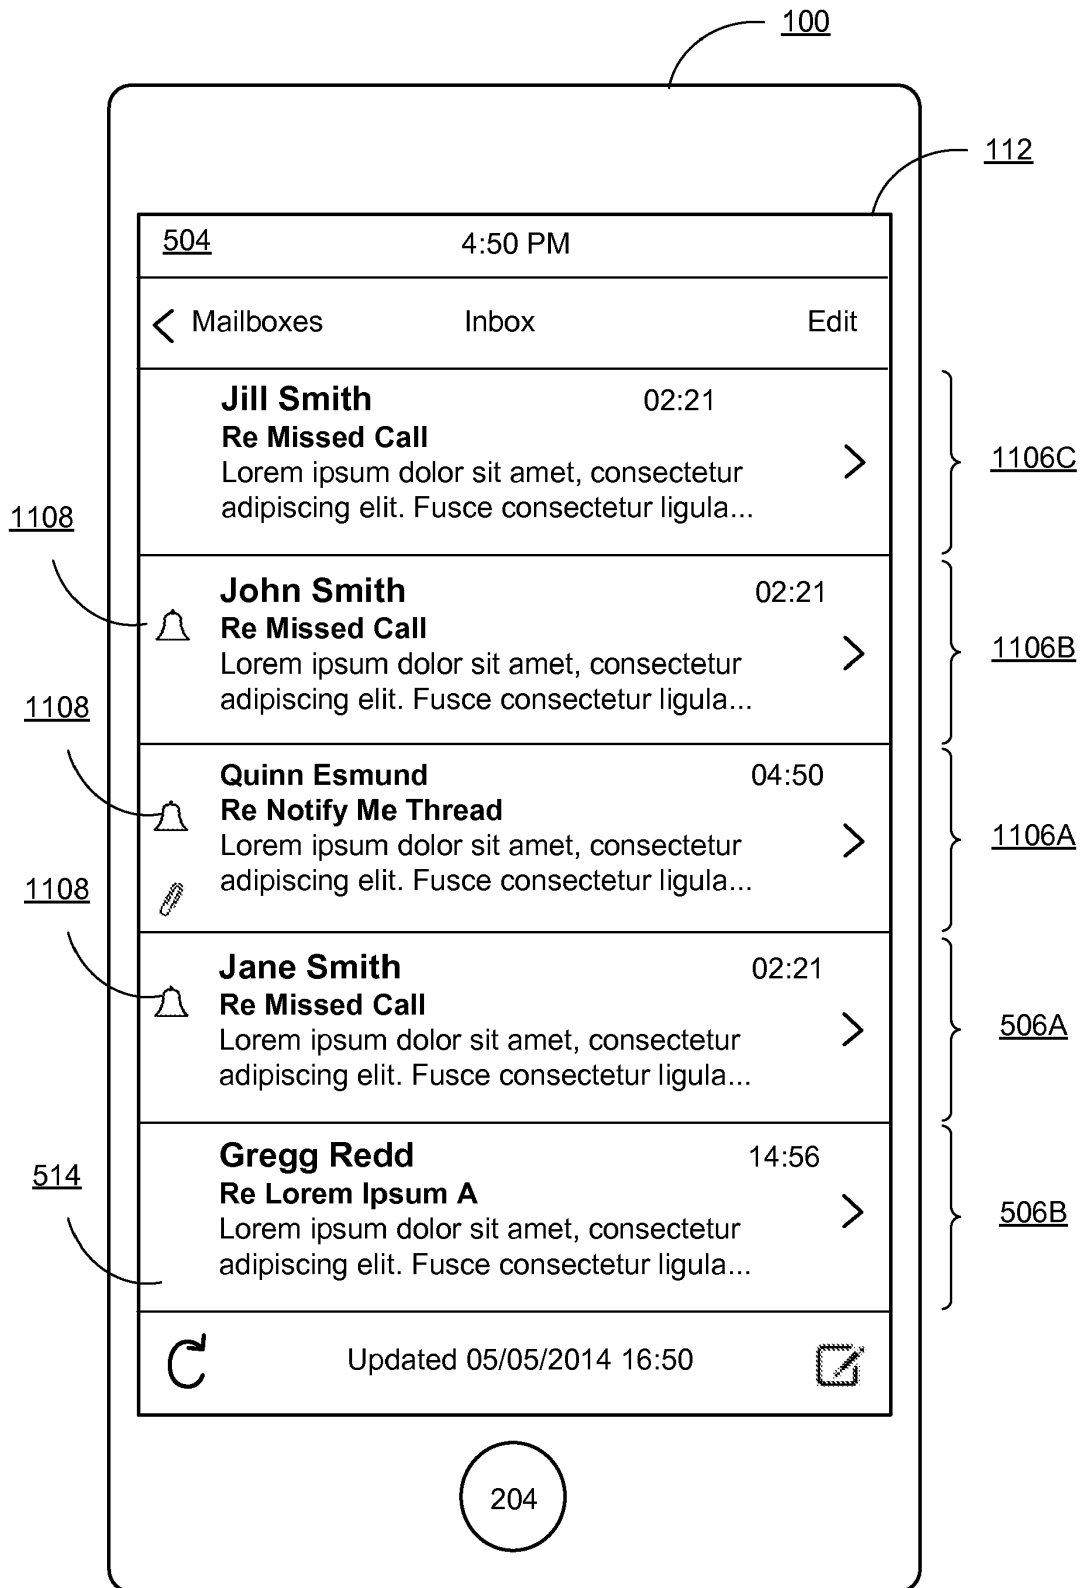 100
112
504
4:50 PM
Mailboxes
Inbox
Edit
Jill Smith
02:21
Re Missed Call
Lorem ipsum dolor sit amet, consectetur
adipiscing elit. Fusce consectetur ligula...
1106C
1108
John Smith
02:21
Re Missed Call
Lorem ipsum dolor sit amet, consectetur
adipiscing elit. Fusce consectetur ligula...
1106B
1108
Quinn Esmund
04:50
Re Notify Me Thread
Lorem ipsum dolor sit amet, consectetur
adipiscing elit. Fusce consectetur ligula...
1106A
1108
Jane Smith
02:21
Re Missed Call
Lorem ipsum dolor sit amet, consectetur
adipiscing elit. Fusce consectetur ligula...
506A
514
Gregg Redd
14:56
Re Lorem Ipsum A
Lorem ipsum dolor sit amet, consectetur
adipiscing elit. Fusce consectetur ligula...
506B
Updated 05/05/2014 16:50
204